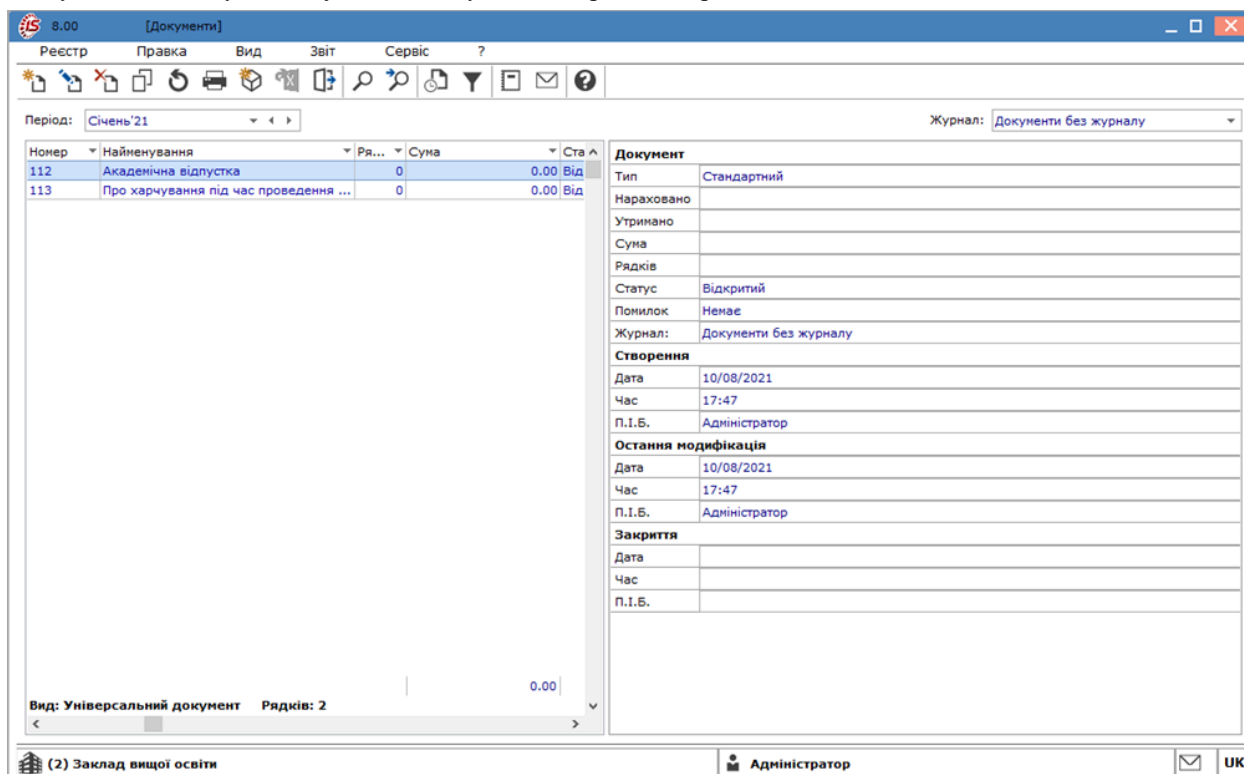 8.00 [Документи]
Реєстр Правка Вид Звіт Сервіс ?
Період: Січень'21 Журнал: Документи без журналу
Номер Найменування Ря... Сума Ста
112 Академічна відпустка 0 0.00 Від
113 Про харчування під час проведення ... 0 0.00 Від
0.00
Вид: Універсальний документ Рядків: 2
Документ
Тип Стандартний
Нараховано
Утримано
Сума
Рядків
Статус Відкритий
Помилок Немає
Журнал: Документи без журналу
Створення
Дата 10/08/2021
Час 17:47
П.І.Б. Адміністратор
Остання модифікація
Дата 10/08/2021
Час 17:47
П.І.Б. Адміністратор
Закриття
Дата
Час
П.І.Б.
(2) Заклад вищої освіти Адміністратор UK